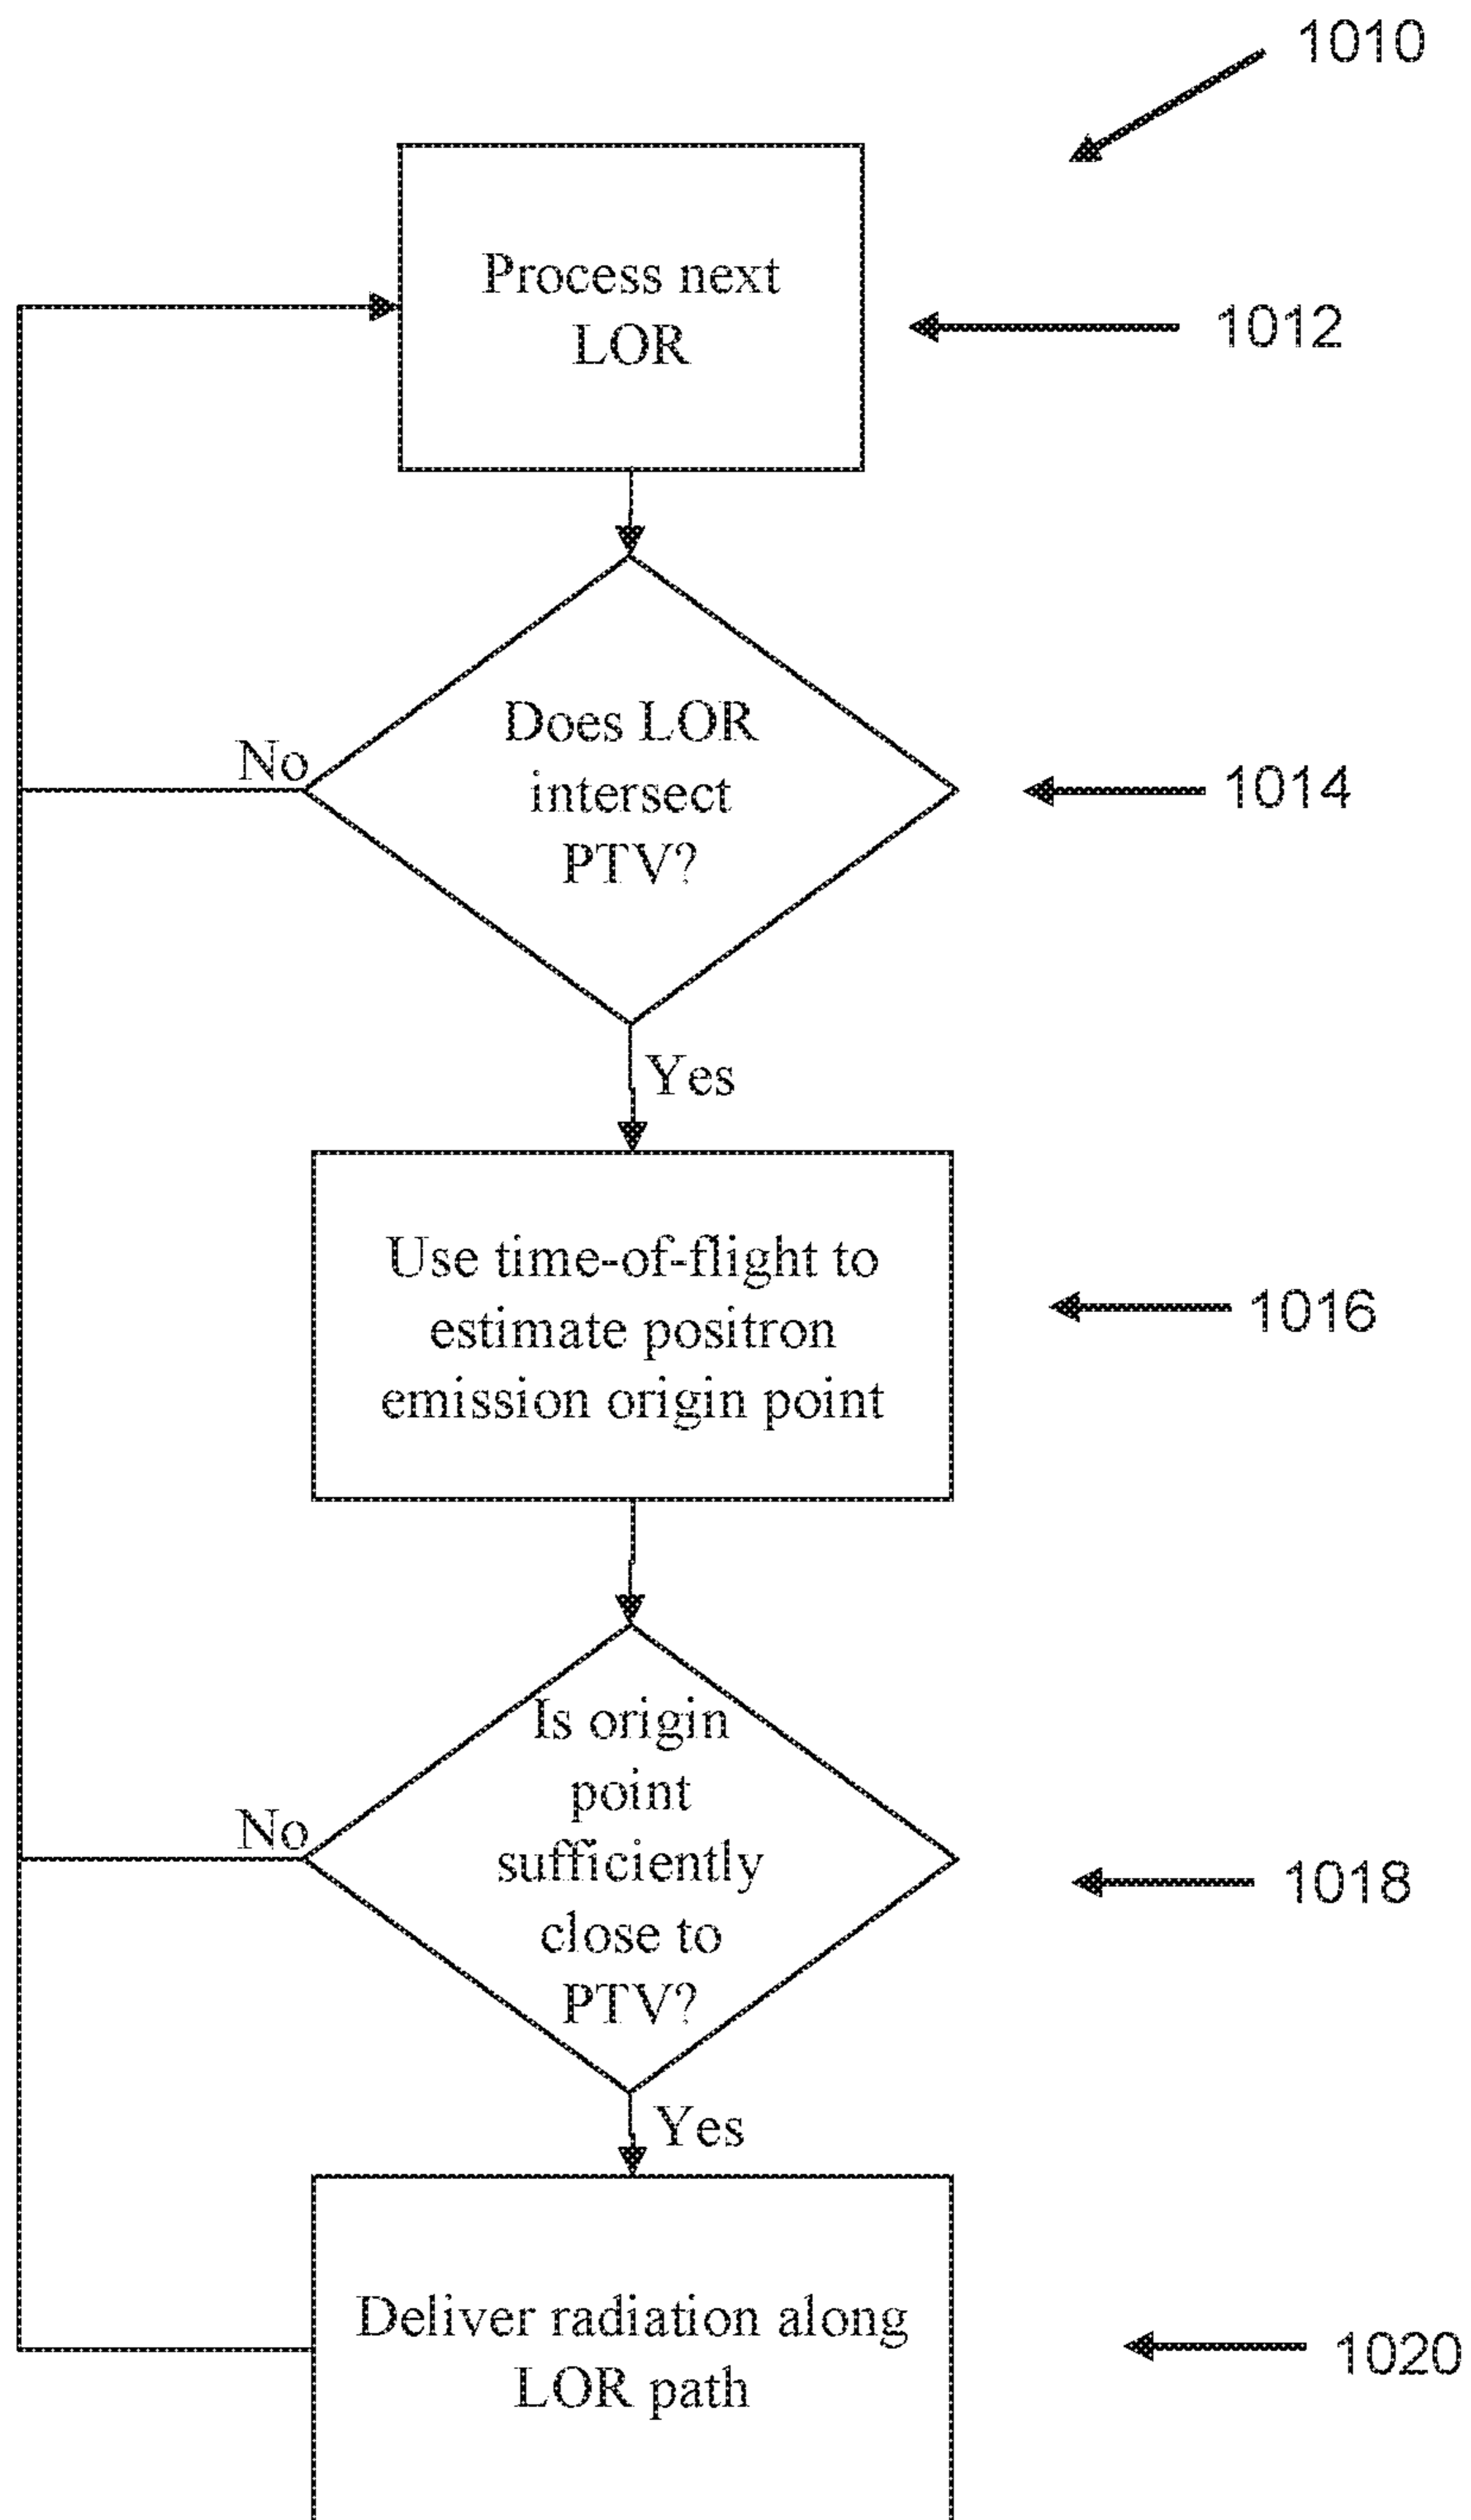 1010
Process next
LOR
1012
Does LOR
intersect
PTV?
No
1014
Yes
Use time-of-flight to
estimate positron
emission origin point
1016
Is origin
point
sufficiently
close to
PTV?
No
1018
Yes
Deliver radiation along
LOR path
1020